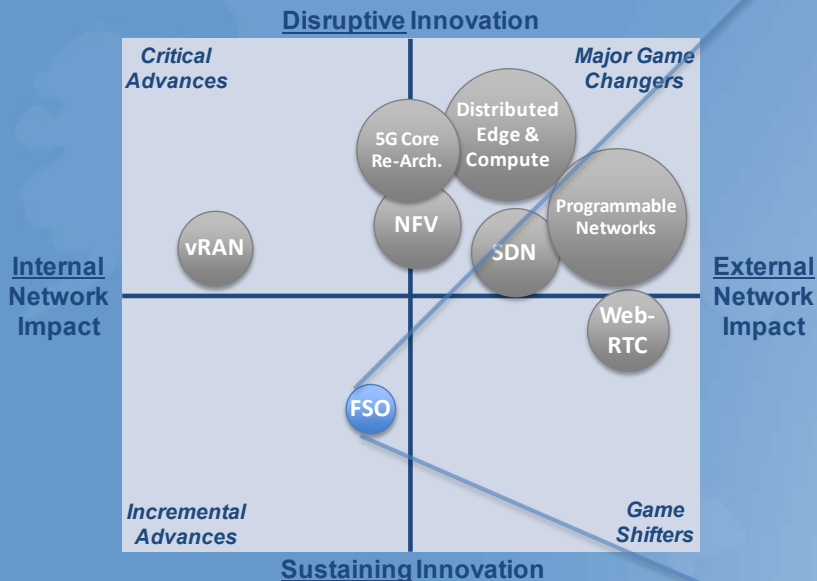 Disruptive Innovation
Critical
Advances
Major Game
Changers
Distributed
Edge &
Compute
5G Core
Re-Arch.
Programmable
Networks
NFV
vRAN
SDN
Internal
Network
Impact
External
Network
Impact
Web-
RTC
FSO
Incremental
Advances
Game
Shifters
Sustaining Innovation